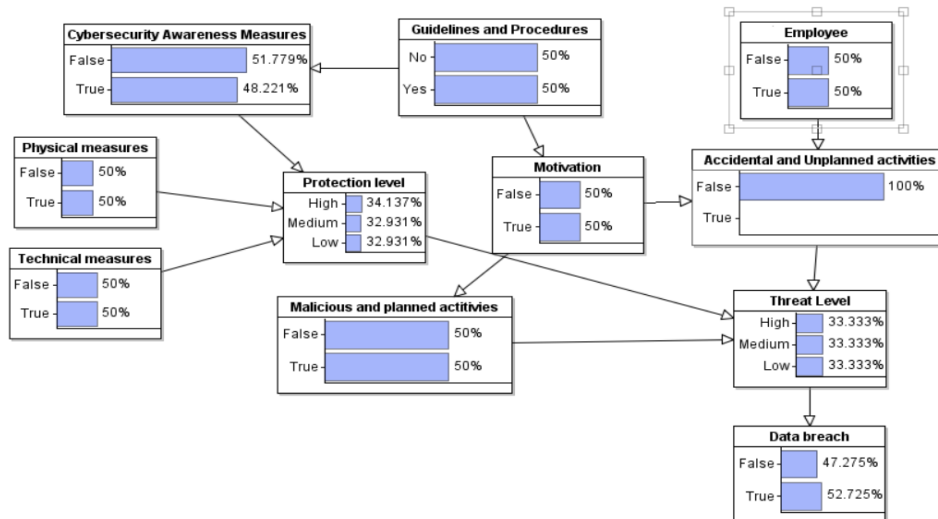 Cybersecurity Awareness Measures
False 51.779%
True 48.221%
Guidelines and Procedures
No 50%
Yes 50%
Employee
False 50%
True 50%
Physical measures
False 50%
True 50%
Protection level
High 34.137%
Medium 32.931%
Low 32.931%
Motivation
False 50%
True 50%
Accidental and Unplanned activities
False 100%
True
Technical measures
False 50%
True 50%
Malicious and planned actitivies
False 50%
True 50%
Threat Level
High 33.333%
Medium 33.333%
Low 33.333%
Data breach
False 47.275%
True 52.725%